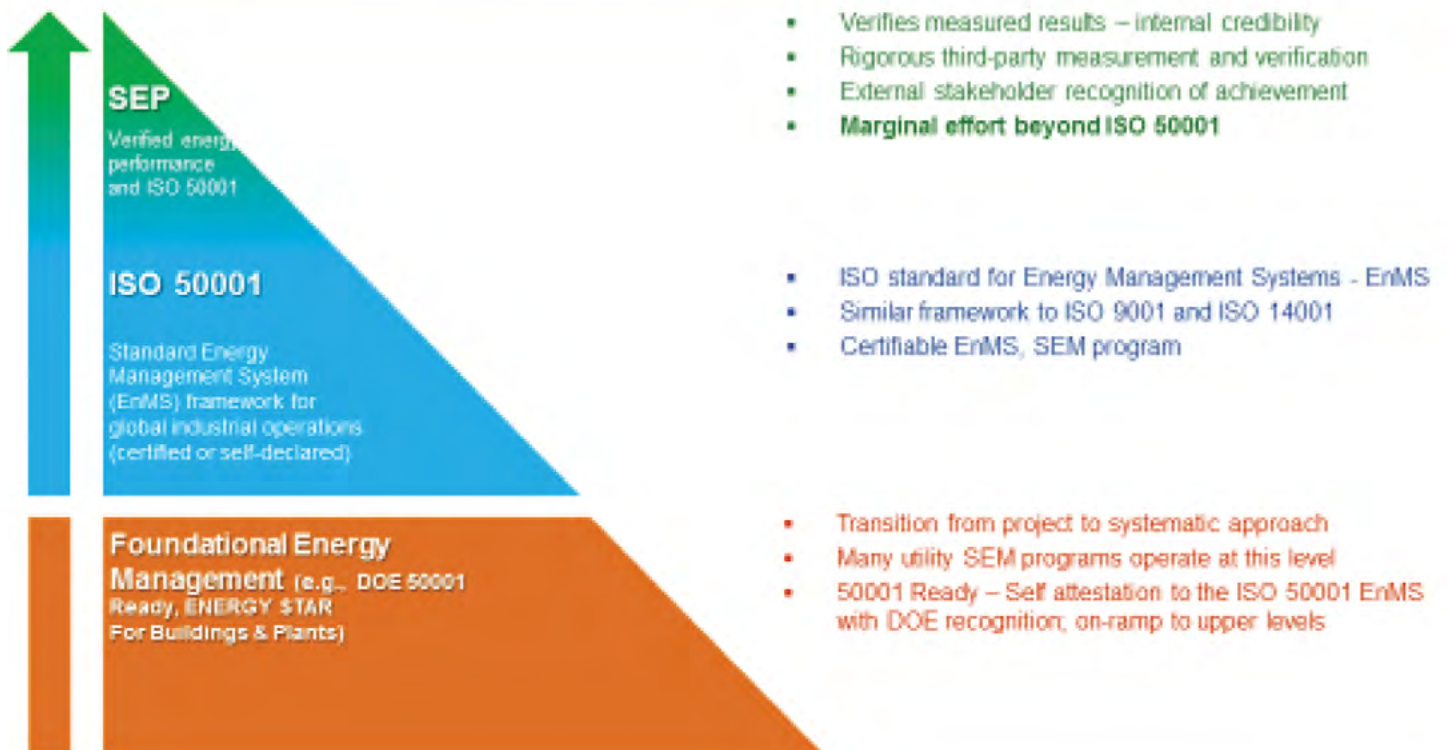 SEP
Verified energy
performance
and ISO 50001
▪ Verifies measured results – internal credibility
▪ Rigorous third-party measurement and verification
▪ External stakeholder recognition of achievement
▪ Marginal effort beyond ISO 50001
ISO 50001
Standard Energy
Management System
(EnMS) framework for
global industrial operations
(certified or self-declared)
▪ ISO standard for Energy Management Systems - EnMS
▪ Similar framework to ISO 9001 and ISO 14001
▪ Certifiable EnMS, SEM program
Foundational Energy
Management (e.g., DOE 50001
Ready, ENERGY STAR
For Buildings & Plants)
▪ Transition from project to systematic approach
▪ Many utility SEM programs operate at this level
▪ 50001 Ready – Self attestation to the ISO 50001 EnMS
with DOE recognition; on-ramp to upper levels